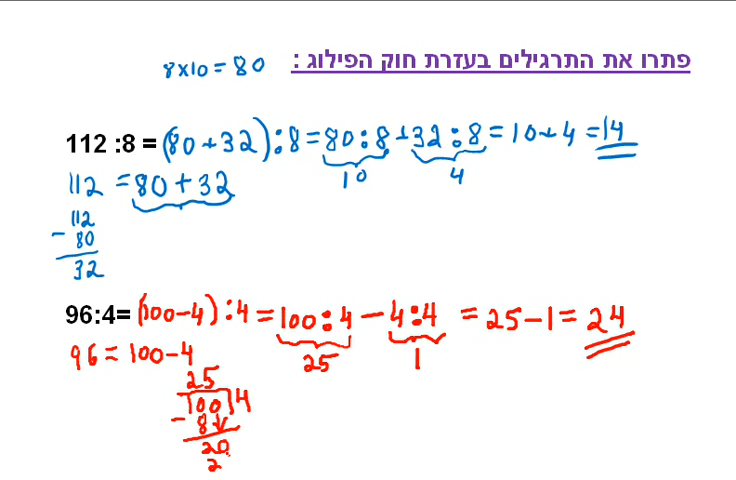 פתרו את התרגילים בעזרת חוק הפילוג :
8x10 = 80
112 :8 = (80+32):8 = 80:8 + 32:8 = 10+4 = 14
10 4
112 = 80+32
112
- 80
32
96:4= (100-4):4 = 100:4 - 4:4 = 25-1 = 24
25 1
96 = 100-4
25
100 4
- 8
20
2